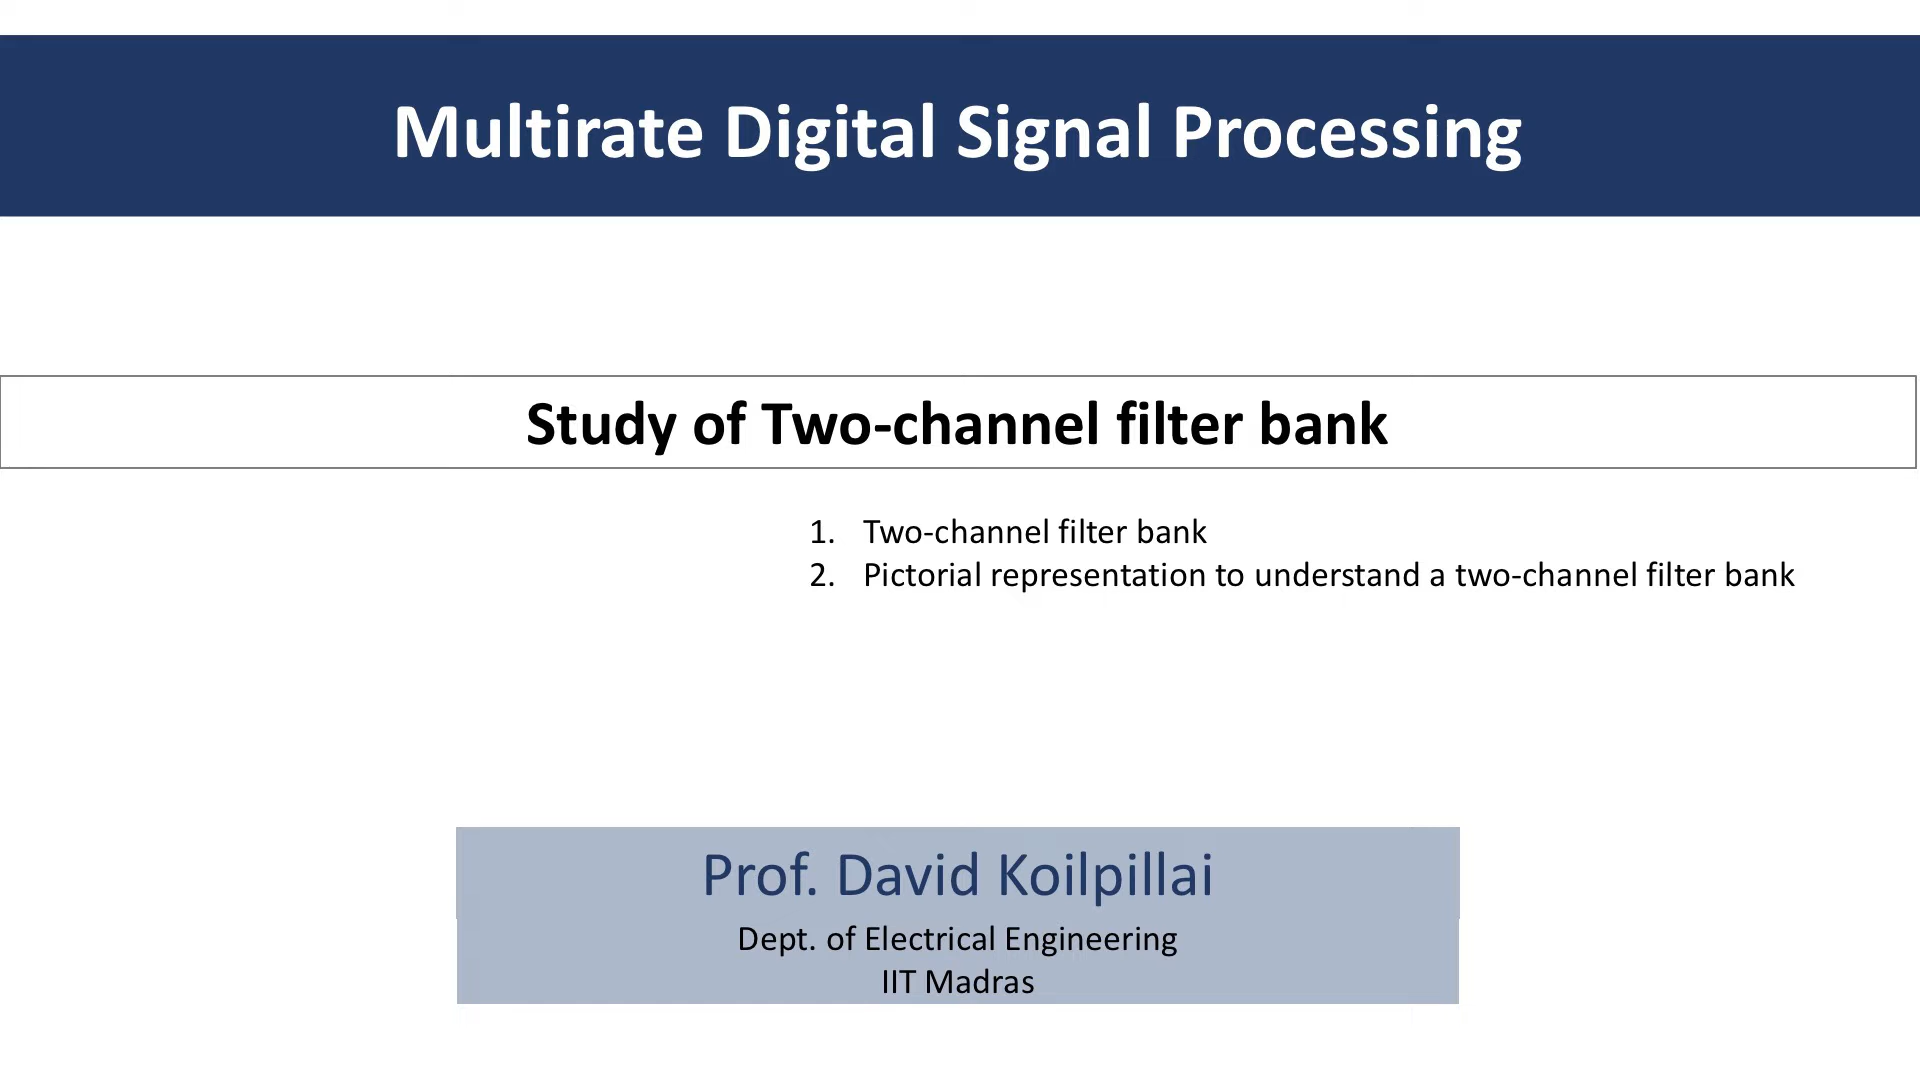 Multirate Digital Signal Processing
Study of Two-channel filter bank
1. Two-channel filter bank
2. Pictorial representation to understand a two-channel filter bank
Prof. David Koilpillai
Dept. of Electrical Engineering
IIT Madras